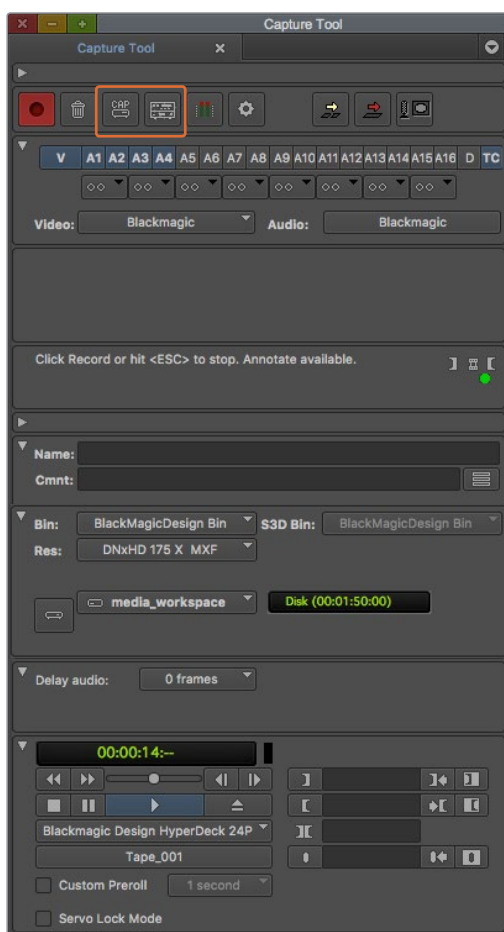 Capture Tool
Capture Tool
CAP
V A1 A2 A3 A4 A5 A6 A7 A8 A9 A10 A11 A12 A13 A14 A15 A16 D TC
Video: Blackmagic Audio: Blackmagic
Click Record or hit <ESC> to stop. Annotate available.
Name:
Cmnt:
Bin: BlackMagicDesign Bin S3D Bin: BlackMagicDesign Bin
Res: DNxHD 175 X MXF
media_workspace Disk (00:01:50:00)
Delay audio: 0 frames
00:00:14:--
Blackmagic Design HyperDeck 24P
Tape_001
Custom Preroll 1 second
Servo Lock Mode